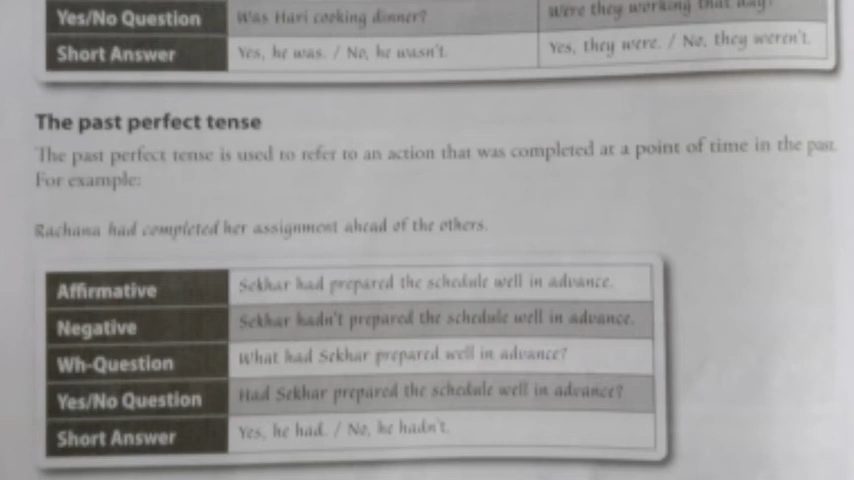 Yes/No Question Was Hari cooking dinner? Were they working that day?
Short Answer Yes, he was. / No, he wasn't. Yes, they were. / No, they weren't.
The past perfect tense
The past perfect tense is used to refer to an action that was completed at a point of time in the past.
For example:
Rachana had completed her assignment ahead of the others.
Affirmative Sekhar had prepared the schedule well in advance.
Negative Sekhar hadn't prepared the schedule well in advance.
Wh-Question What had Sekhar prepared well in advance?
Yes/No Question Had Sekhar prepared the schedule well in advance?
Short Answer Yes, he had. / No, he hadn't.